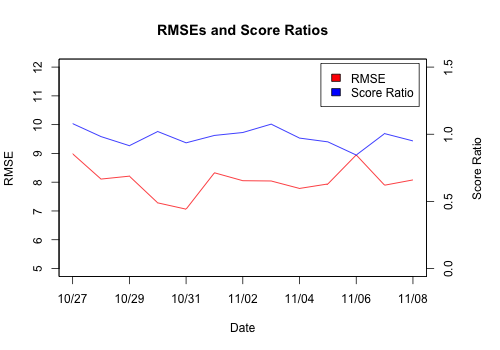 RMSEs and Score Ratios
RMSE
Score Ratio
12
11
10
9
8
7
6
5
RMSE
1.5
1.0
0.5
0.0
Score Ratio
10/27 10/29 10/31 11/02 11/04 11/06 11/08
Date